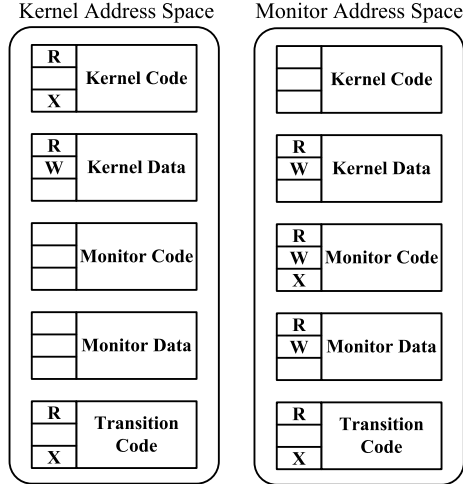 Kernel Address Space
R
X
Kernel Code
R
W
Kernel Data
Monitor Code
Monitor Data
R
X
Transition
Code
Monitor Address Space
Kernel Code
R
W
Kernel Data
R
W
X
Monitor Code
R
W
Monitor Data
R
X
Transition
Code